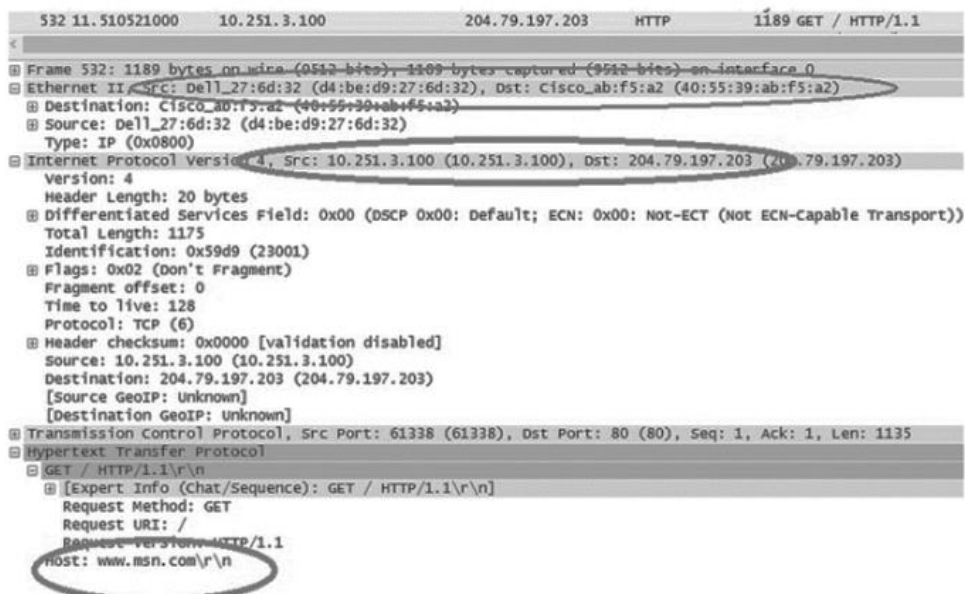 532 11.510521000 10.251.3.100 204.79.197.203 HTTP 1189 GET / HTTP/1.1
Frame 532: 1189 bytes on wire (9512 bits), 1189 bytes captured (9512 bits) on interface 0
Ethernet II, Src: Dell_27:6d:32 (d4:be:d9:27:6d:32), Dst: Cisco_ab:f5:a2 (40:55:39:ab:f5:a2)
Destination: Cisco_ab:f5:a2 (40:55:39:ab:f5:a2)
Source: Dell_27:6d:32 (d4:be:d9:27:6d:32)
Type: IP (0x0800)
Internet Protocol Version 4, Src: 10.251.3.100 (10.251.3.100), Dst: 204.79.197.203 (204.79.197.203)
Version: 4
Header Length: 20 bytes
Differentiated Services Field: 0x00 (DSCP 0x00: Default; ECN: 0x00: Not-ECT (Not ECN-Capable Transport))
Total Length: 1175
Identification: 0x59d9 (23001)
Flags: 0x02 (Don't Fragment)
Fragment offset: 0
Time to live: 128
Protocol: TCP (6)
Header checksum: 0x0000 [validation disabled]
Source: 10.251.3.100 (10.251.3.100)
Destination: 204.79.197.203 (204.79.197.203)
[Source GeoIP: Unknown]
[Destination GeoIP: Unknown]
Transmission Control Protocol, Src Port: 61338 (61338), Dst Port: 80 (80), Seq: 1, Ack: 1, Len: 1135
Hypertext Transfer Protocol
GET / HTTP/1.1\r\n
[Expert Info (Chat/Sequence): GET / HTTP/1.1\r\n]
Request Method: GET
Request URI: /
Request Version: HTTP/1.1
Host: www.msn.com\r\n